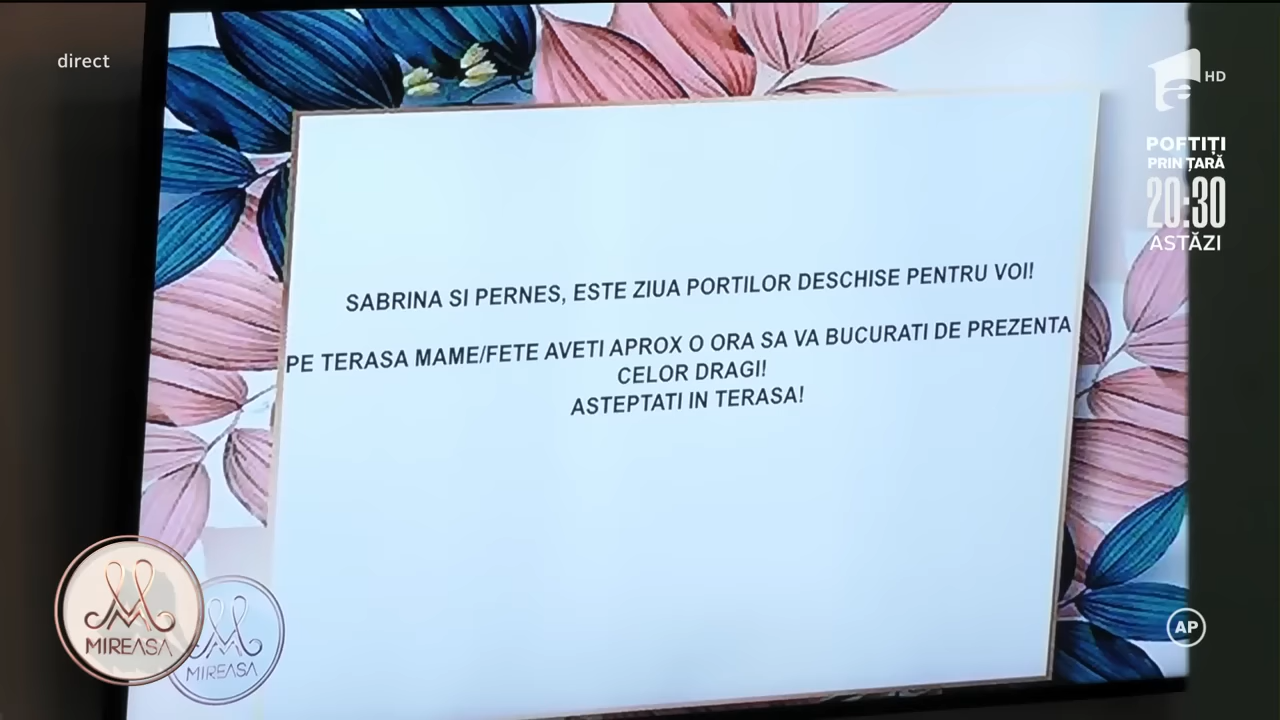 direct
HD
POFTIȚI
PRIN ȚARĂ
20:30
ASTĂZI
SABRINA SI PERNES, ESTE ZIUA PORTILOR DESCHISE PENTRU VOI!
PE TERASA MAME/FETE AVETI APROX O ORA SA VA BUCURATI DE PREZENTA
CELOR DRAGI!
ASTEPTATI IN TERASA!
MIREASA
MIREASA
AP